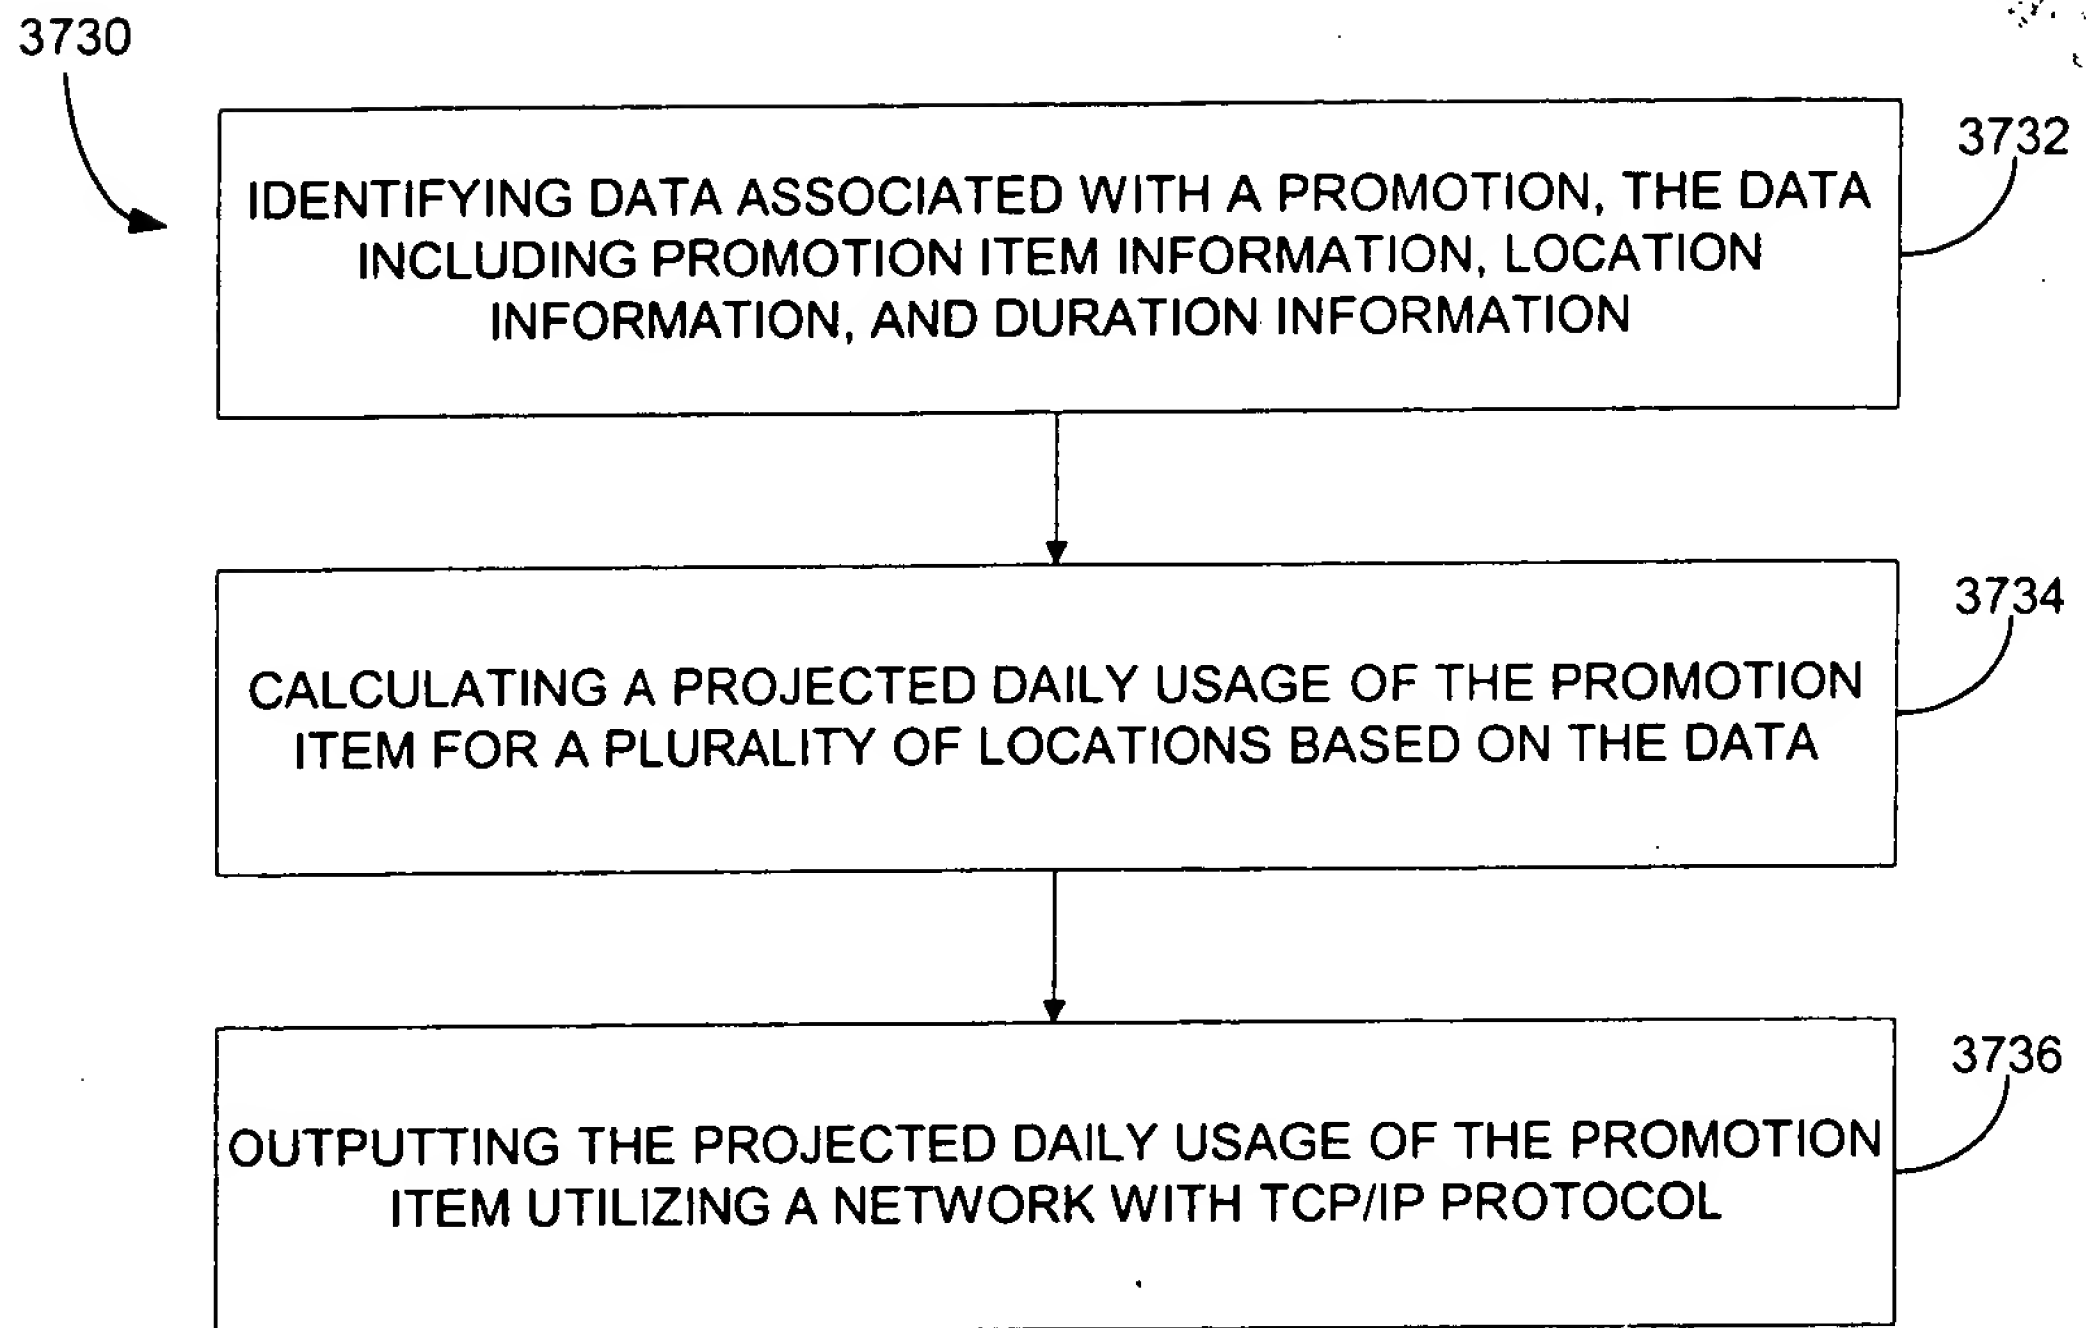 3730
3732
IDENTIFYING DATA ASSOCIATED WITH A PROMOTION, THE DATA
INCLUDING PROMOTION ITEM INFORMATION, LOCATION
INFORMATION, AND DURATION INFORMATION
3734
CALCULATING A PROJECTED DAILY USAGE OF THE PROMOTION
ITEM FOR A PLURALITY OF LOCATIONS BASED ON THE DATA
3736
OUTPUTTING THE PROJECTED DAILY USAGE OF THE PROMOTION
ITEM UTILIZING A NETWORK WITH TCP/IP PROTOCOL